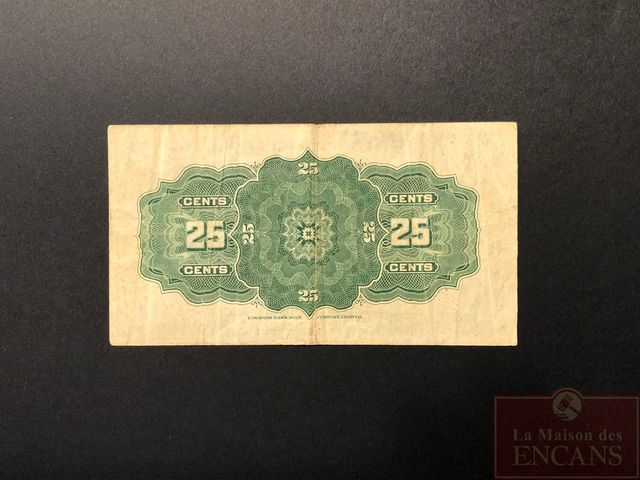 25
CENTS CENTS
25 25 25 25
CENTS CENTS
25
CANADIAN BANK NOTE COMPANY, LIMITED.
La Maison des
ENCANS